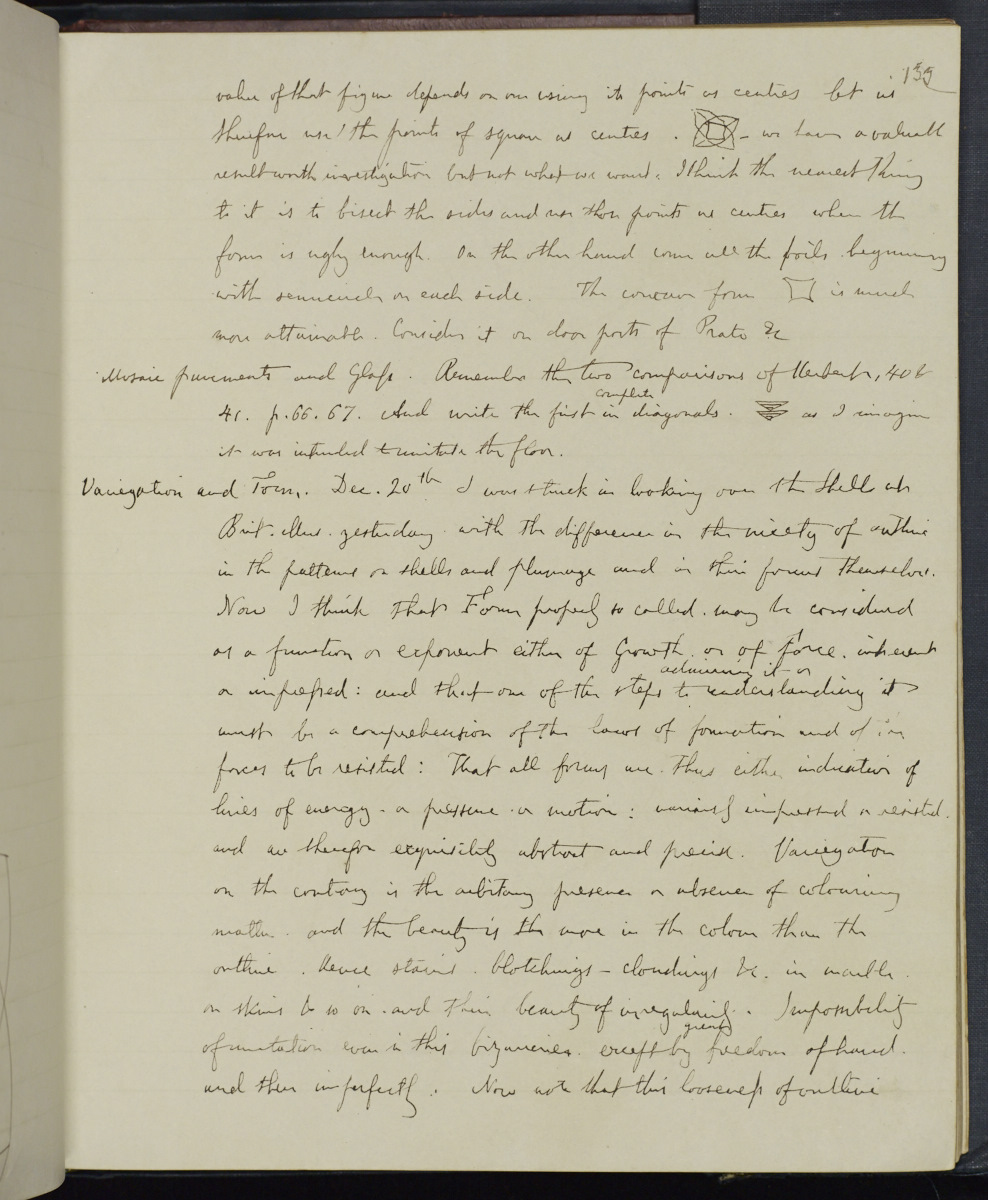 155
value of that figure depends on our using its points as centres let us
therefore use the points of square as centres. - we have a valuable
result worth investigation but not what we want: I think the nearest thing
to it is to bisect the sides and use those points as centres when the
form is ugly enough. On the other hand come all the foils beginning
with semicircle on each side. The concave form is much
more attainable. Consider it on door posts of Prato &c
Mosaic pavements and Glass. Remember the two comparisons of Herbert, 40 &
41. p. 66. 67. And write the first in complete diagonals. as I imagine
it was intended to imitate the floor.
Variegation and Form. Dec. 20th I was struck in looking over the shells at
Brit. Mus. yesterday with the difference in the nicety of outline
in the patterns on shells and plumage and in their forms themselves.
Now I think that Form properly so called may be considered
as a function or exponent either of Growth or of force, inherent
or impressed: and that one of the steps to admiring it or understanding it
must be a comprehension of the laws of formation and of the
forces to be resisted: That all forms are thus either indicative of
lines of energy - or pressure - or motion: variously impressed or resisted.
and are therefore exquisitely abstract and precise. Variegation
on the contrary is the arbitrary presence or absence of colouring
matter. and the beauty is the more in the colour than the
outline. Hence stains. blotchings - cloudings &c. in marble.
on skins & so on. and their beauty of irregularity. Impossibility
of imitation even in this bizarreries. except by great freedom of hand.
and then imperfectly. Now note that this looseness of outline